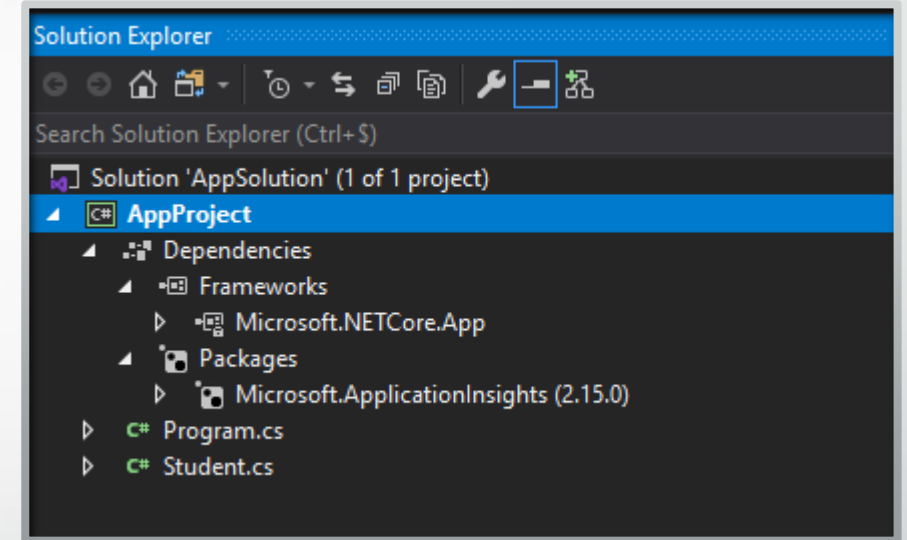 Solution Explorer
Search Solution Explorer (Ctrl+$)
Solution 'AppSolution' (1 of 1 project)
C# AppProject
Dependencies
Frameworks
Microsoft.NETCore.App
Packages
Microsoft.ApplicationInsights (2.15.0)
C# Program.cs
C# Student.cs